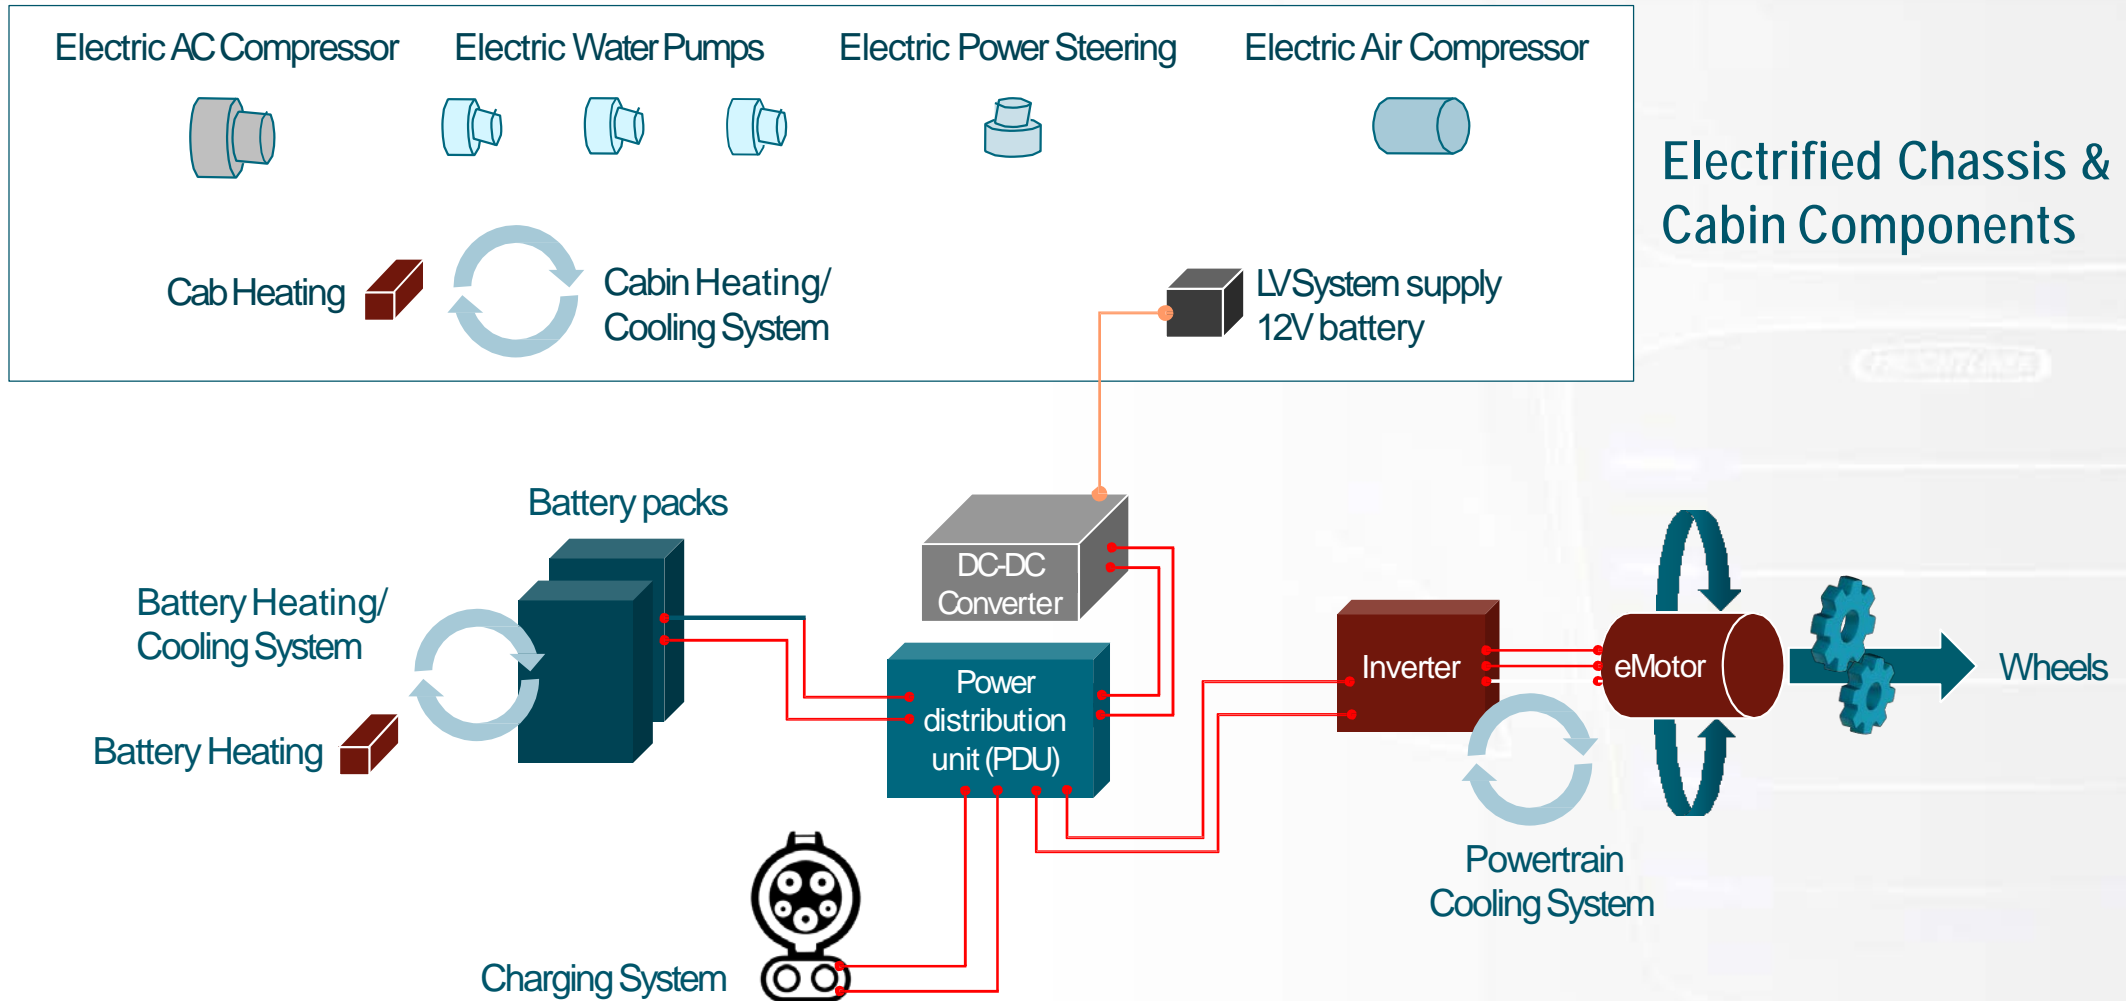 Electric AC Compressor
Electric Water Pumps
Electric Power Steering
Electric Air Compressor
Electrified Chassis &
Cabin Components
Cab Heating
Cabin Heating/
Cooling System
LV System supply
12V battery
FREIGHTLINER
Battery packs
DC-DC
Converter
Battery Heating/
Cooling System
Battery Heating
Power
distribution
unit (PDU)
Inverter
eMotor
Wheels
Powertrain
Cooling System
Charging System